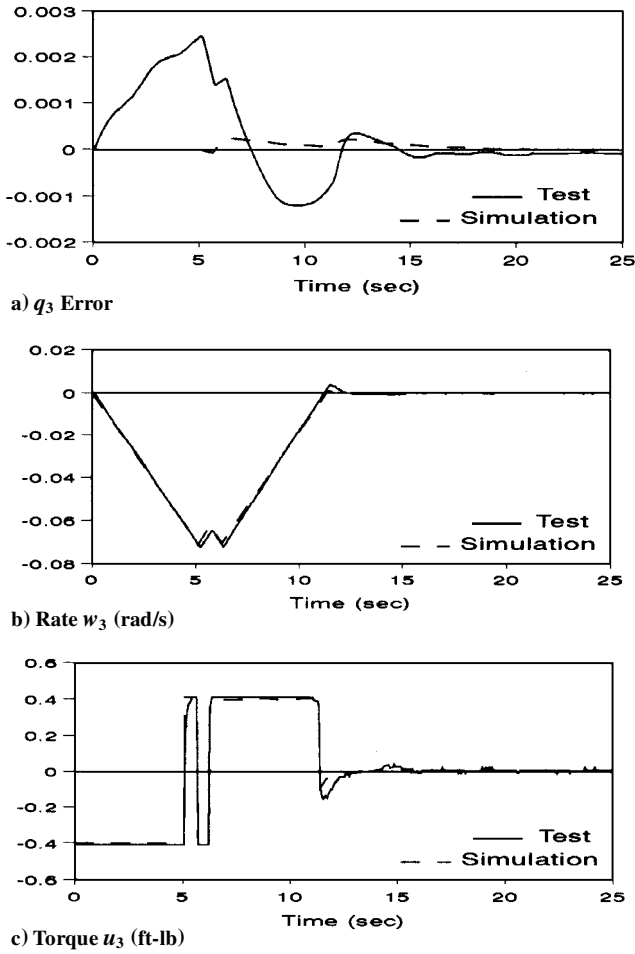 0.003
0.002
0.001
0
-0.001
-0.002
Test
Simulation
0 5 10 15 20 25
Time (sec)
a) q3 Error
0.02
0
-0.02
-0.04
-0.06
-0.08
Test
Simulation
0 5 10 15 20 25
Time (sec)
b) Rate w3 (rad/s)
0.6
0.4
0.2
0
-0.2
-0.4
-0.6
Test
Simulation
0 5 10 15 20 25
Time (sec)
c) Torque u3 (ft-lb)